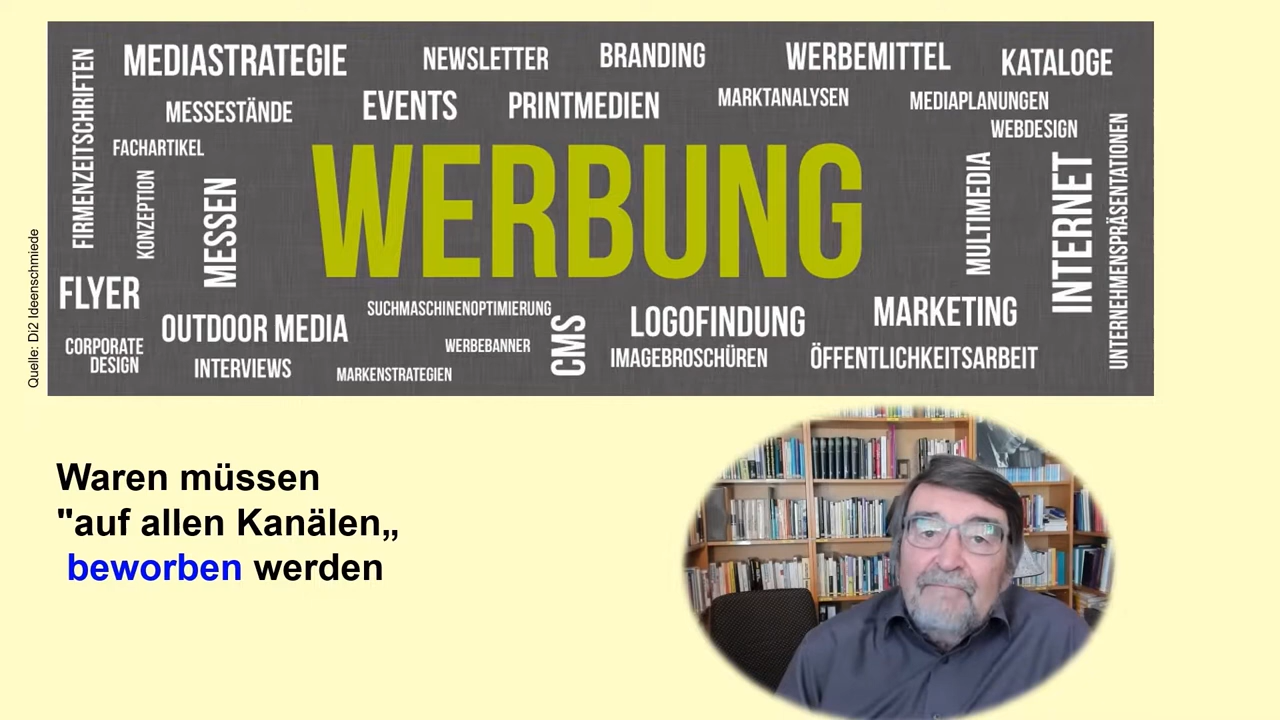 MEDIASTRATEGIE
NEWSLETTER
BRANDING
WERBEMITTEL
KATALOGE
FIRMENZEITSCHRIFTEN
MESSESTÄNDE
EVENTS
PRINTMEDIEN
MARKTANALYSEN
MEDIAPLANUNGEN
WEBDESIGN
FACHARTIKEL
KONZEPTION
MESSEN
WERBUNG
MULTIMEDIA
INTERNET
UNTERNEHMENSPRÄSENTATIONEN
FLYER
OUTDOOR MEDIA
SUCHMASCHINENOPTIMIERUNG
CMS
LOGOFINDUNG
MARKETING
CORPORATE
DESIGN
INTERVIEWS
WERBEBANNER
MARKENSTRATEGIEN
IMAGEBROSCHÜREN
ÖFFENTLICHKEITSARBEIT
Quelle: Di2 Ideenschmiede
Waren müssen
"auf allen Kanälen„
beworben werden